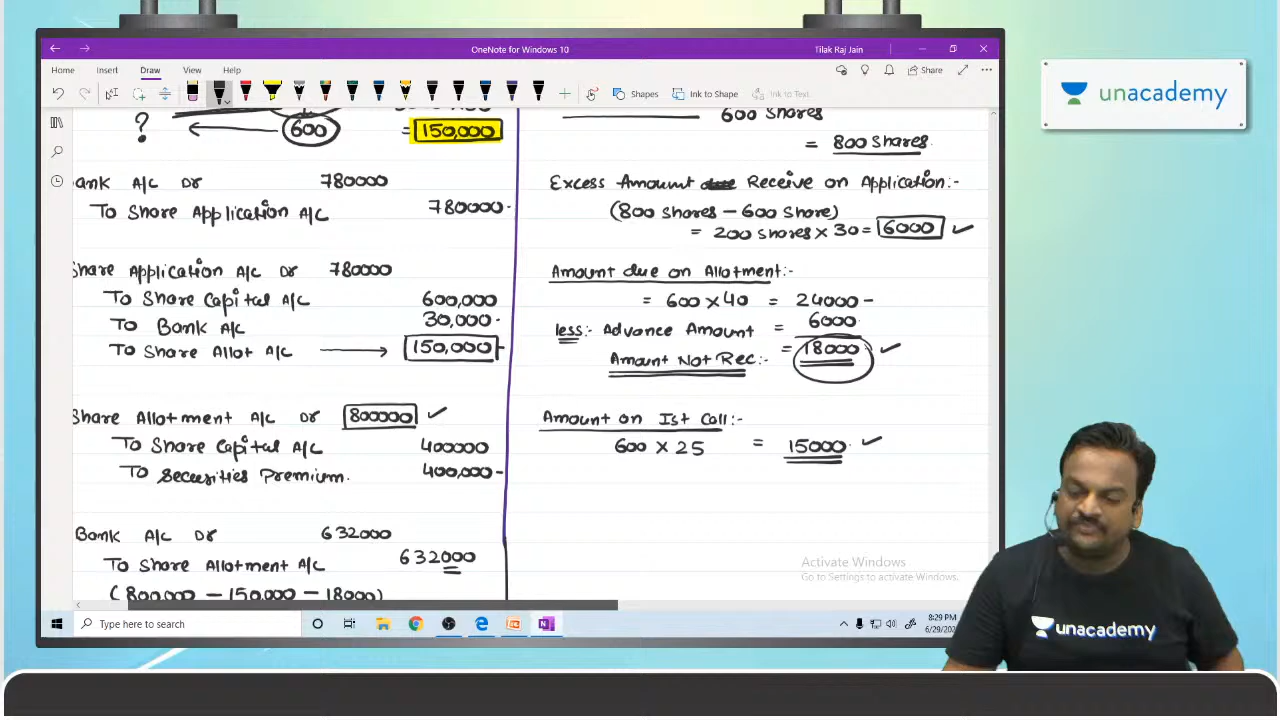 OneNote for Windows 10
Tilak Raj Jain
Home Insert Draw View Help
Share
Shapes
Ink to Shape
Ink to Text
?
600
= 150,000
ank A/C Dr 780000
To Share Application A/C 780000
Share Application A/C Dr 780000
To Share Capital A/C 600,000
To Bank A/C 30,000
To Share Allot A/C 150,000
Share Allotment A/C Dr 800000
To Share Capital A/C 400000
To Securities Premium. 400,000
Bank A/C Dr 632000
To Share Allotment A/C 632000
(800,000 - 150,000 - 18000)
600 Shares
= 800 Shares
Excess Amount Receive on Application:-
(800 Shares - 600 Share)
= 200 Shares x 30 = 6000
Amount due on Allotment:-
= 600 x 40 = 24000
less:- Advance Amount = 6000
Amount Not Rec:- = 18000
Amount on Ist Call:-
600 x 25 = 15000
Activate Windows
Go to Settings to activate Windows.
Type here to search
8:29 PM
unacademy
unacademy